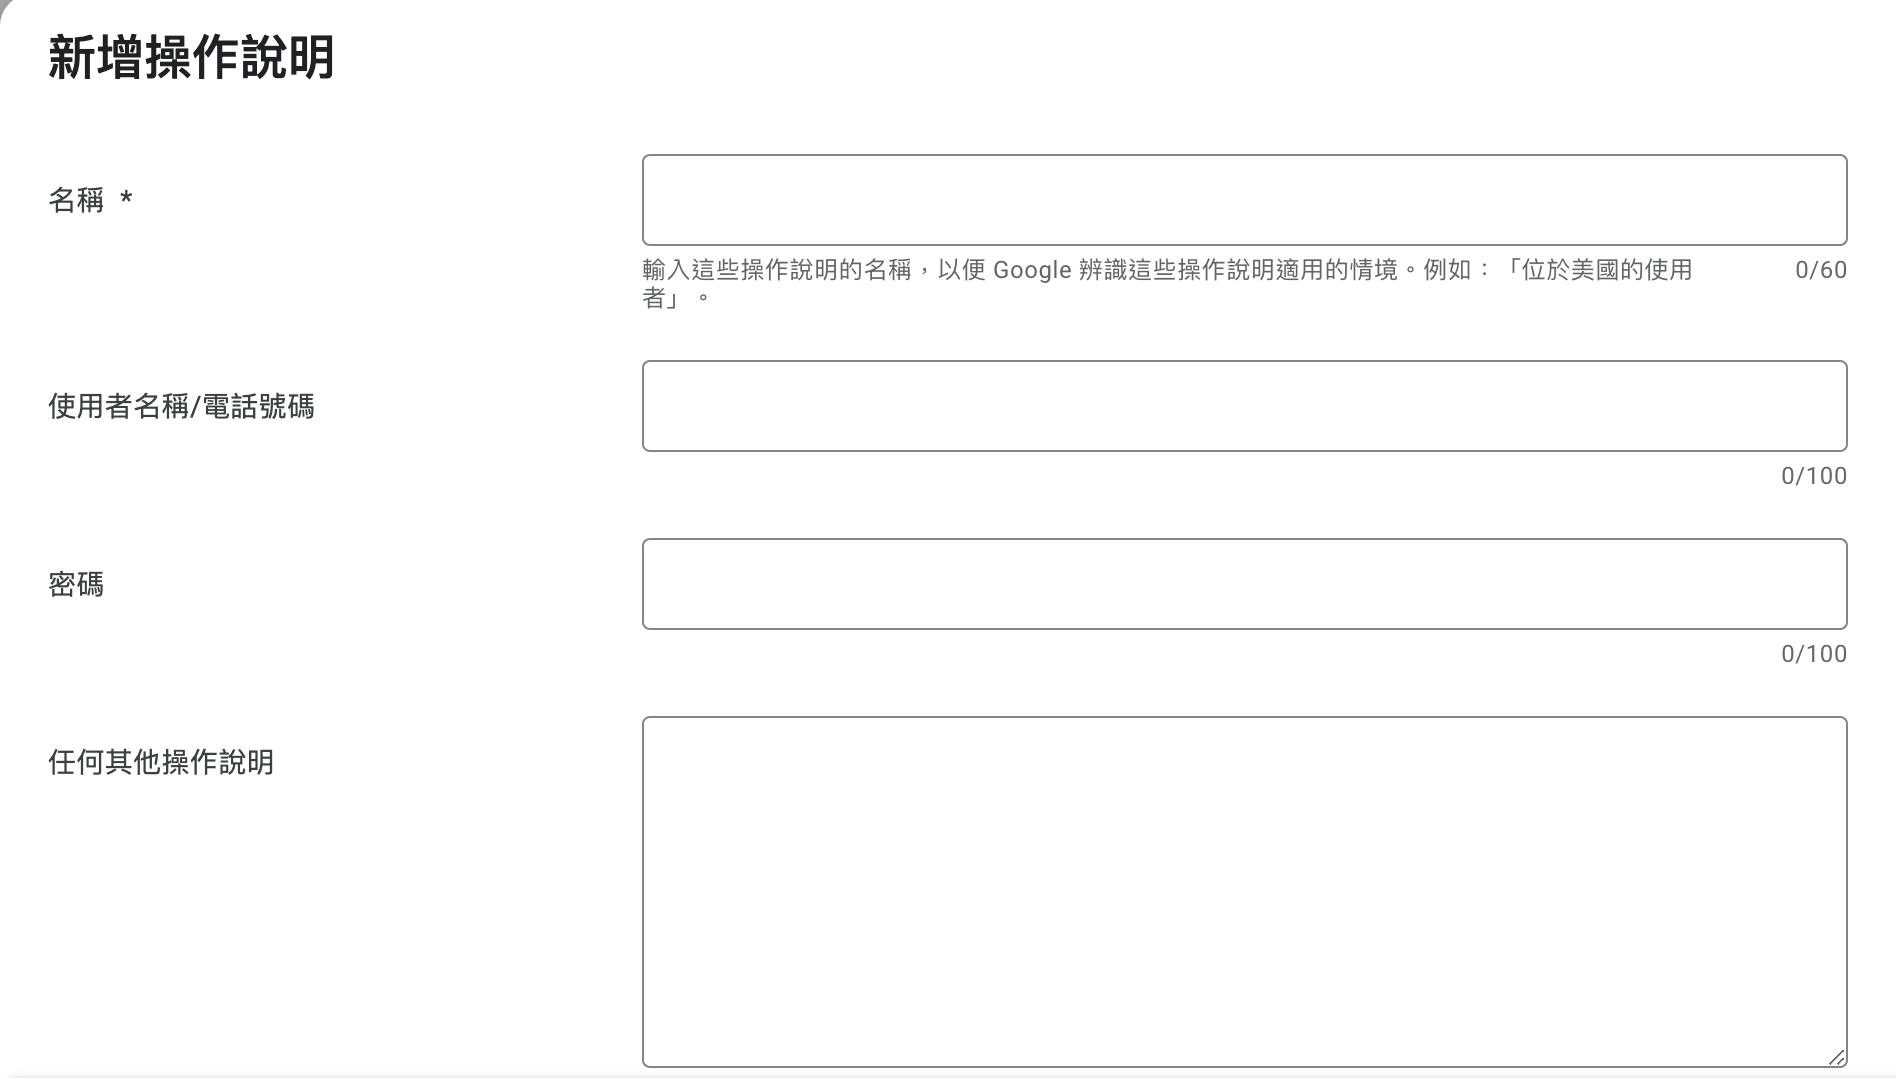 新增操作說明
名稱 *
輸入這些操作說明的名稱，以便 Google 辨識這些操作說明適用的情境。例如：「位於美國的使用
者」。
0/60
使用者名稱/電話號碼
0/100
密碼
0/100
任何其他操作說明